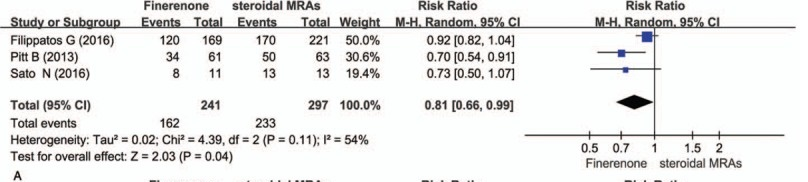 Finerenone steroidal MRAs Risk Ratio Risk Ratio
Study or Subgroup Events Total Events Total Weight M-H. Random. 95% CI M-H. Random. 95% CI
Filippatos G (2016) 120 169 170 221 50.0% 0.92 [0.82, 1.04]
Pitt B (2013) 34 61 50 63 30.6% 0.70 [0.54, 0.91]
Sato N (2016) 8 11 13 13 19.4% 0.73 [0.50, 1.07]
Total (95% CI) 241 297 100.0% 0.81 [0.66, 0.99]
Total events 162 233
Heterogeneity: Tau² = 0.02; Chi² = 4.39, df = 2 (P = 0.11); I² = 54%
Test for overall effect: Z = 2.03 (P = 0.04)
0.5 0.7 1 1.5 2
Finerenone steroidal MRAs
A